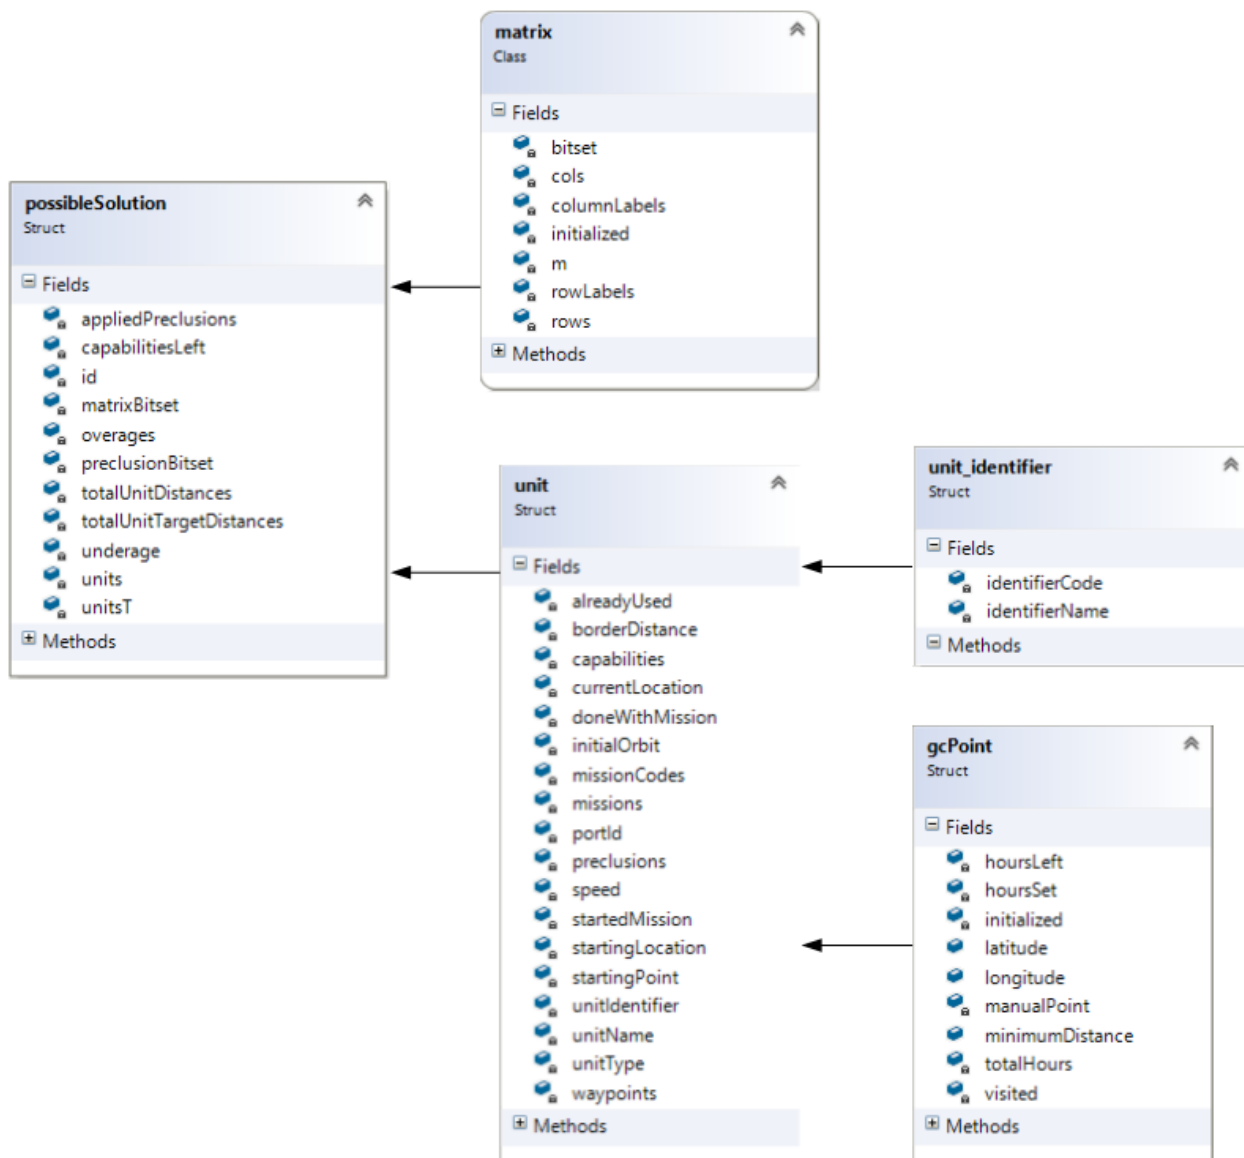 matrix
Class
Fields
bitset
cols
columnLabels
initialized
m
rowLabels
rows
Methods
possibleSolution
Struct
Fields
appliedPreclusions
capabilitiesLeft
id
matrixBitset
overages
preclusionBitset
totalUnitDistances
totalUnitTargetDistances
underage
units
unitsT
Methods
unit
Struct
Fields
alreadyUsed
borderDistance
capabilities
currentLocation
doneWithMission
initialOrbit
missionCodes
missions
portId
preclusions
speed
startedMission
startingLocation
startingPoint
unitIdentifier
unitName
unitType
waypoints
Methods
unit_identifier
Struct
Fields
identifierCode
identifierName
Methods
gcPoint
Struct
Fields
hoursLeft
hoursSet
initialized
latitude
longitude
manualPoint
minimumDistance
totalHours
visited
Methods